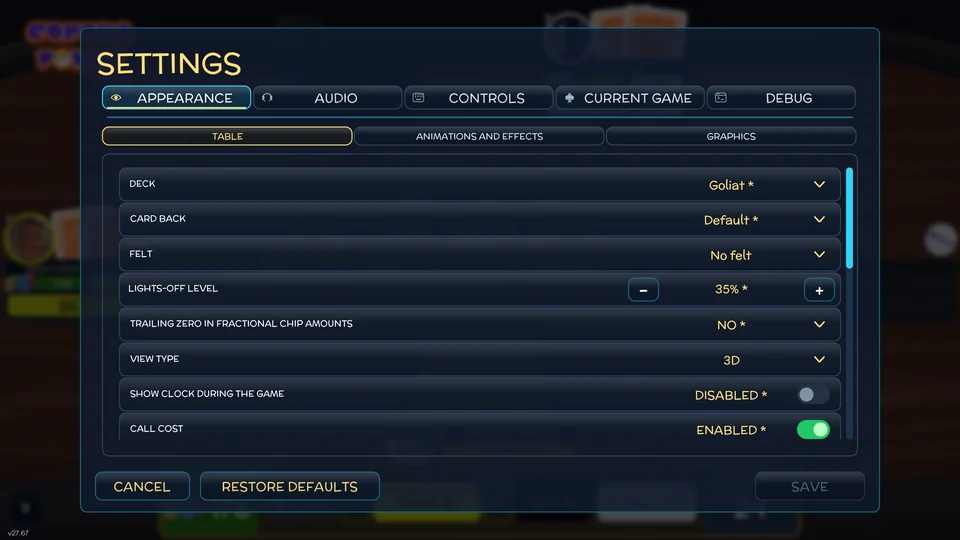 SETTINGS
APPEARANCE AUDIO CONTROLS CURRENT GAME DEBUG
TABLE ANIMATIONS AND EFFECTS GRAPHICS
DECK Goliat *
CARD BACK Default *
FELT No felt
LIGHTS-OFF LEVEL − 35% * +
TRAILING ZERO IN FRACTIONAL CHIP AMOUNTS NO *
VIEW TYPE 3D
SHOW CLOCK DURING THE GAME DISABLED *
CALL COST ENABLED *
CANCEL RESTORE DEFAULTS SAVE
v27.67